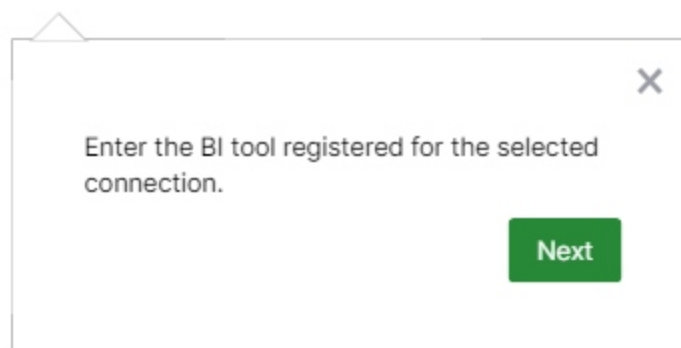 Enter the BI tool registered for the selected
connection.
Next